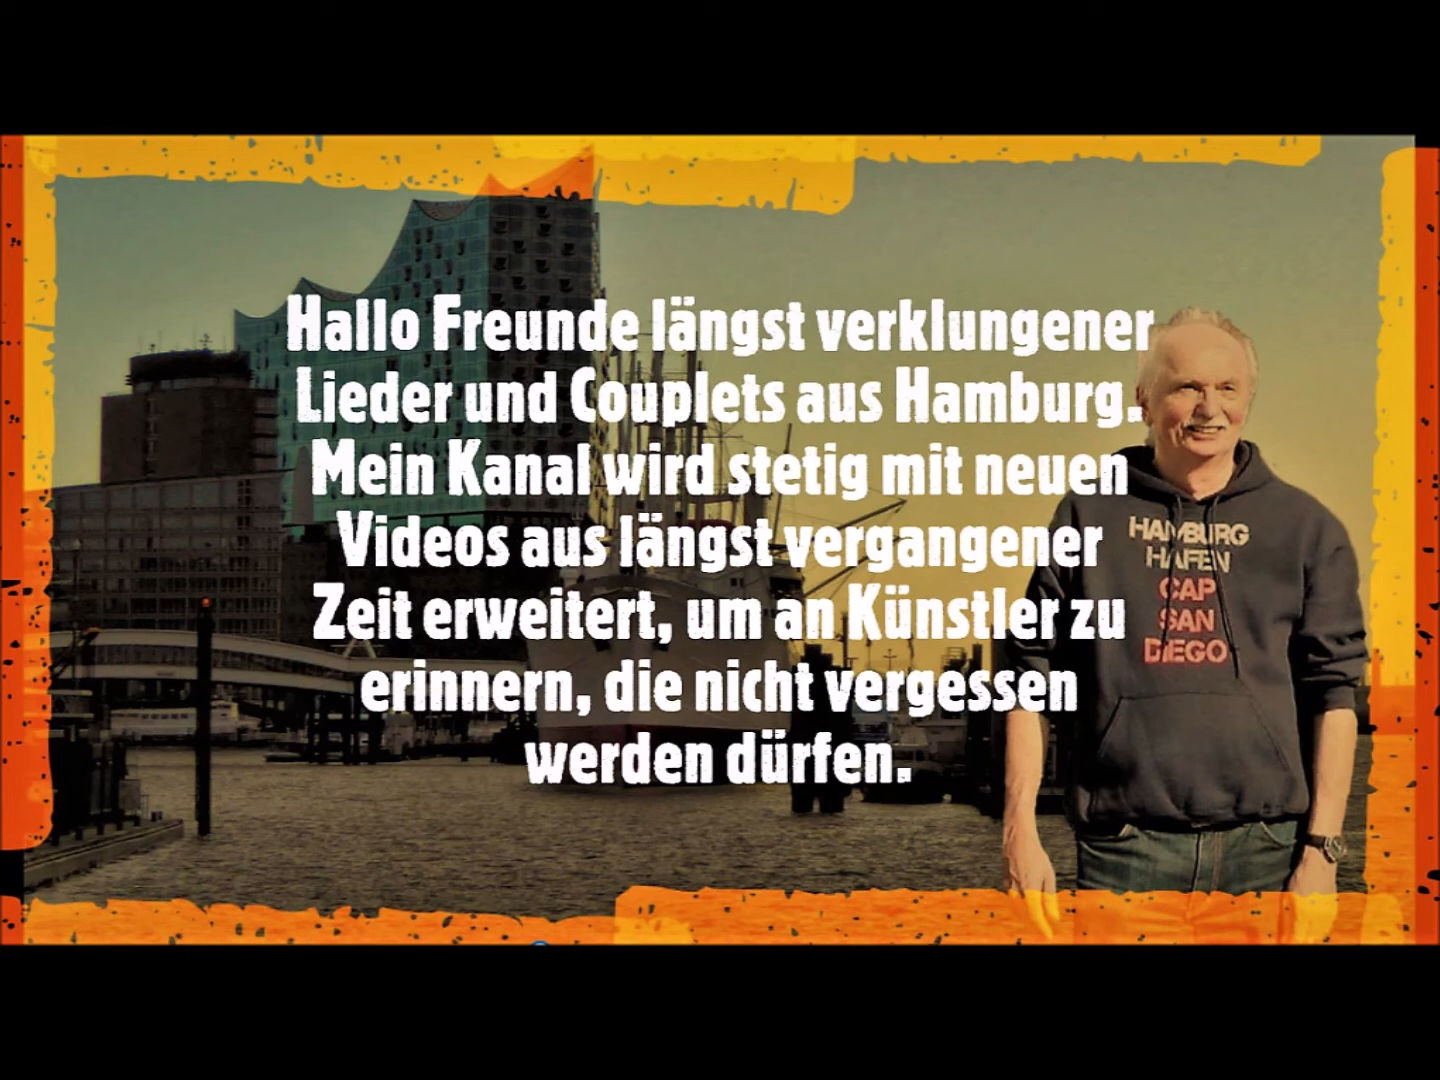 Hallo Freunde längst verklungener
Lieder und Couplets aus Hamburg.
Mein Kanal wird stetig mit neuen
Videos aus längst vergangener
Zeit erweitert, um an Künstler zu
erinnern, die nicht vergessen
werden dürfen.
HAMBURG
HAFEN
CAP
SAN
DIEGO